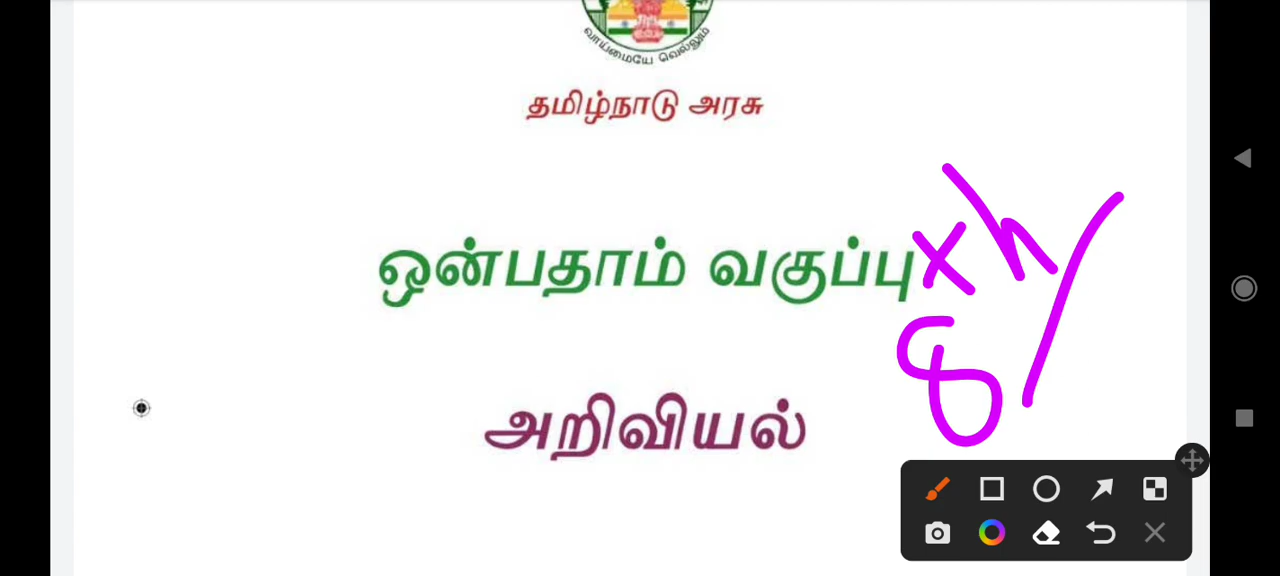 வாய்மையே வெல்லும்
தமிழ்நாடு அரசு
ஒன்பதாம் வகுப்பு
அறிவியல்